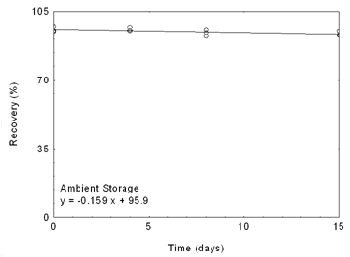 105
70
35
0
Recovery (%)
Ambient Storage
y = -0.159 x + 95.9
0 5 10 15
Time (days)